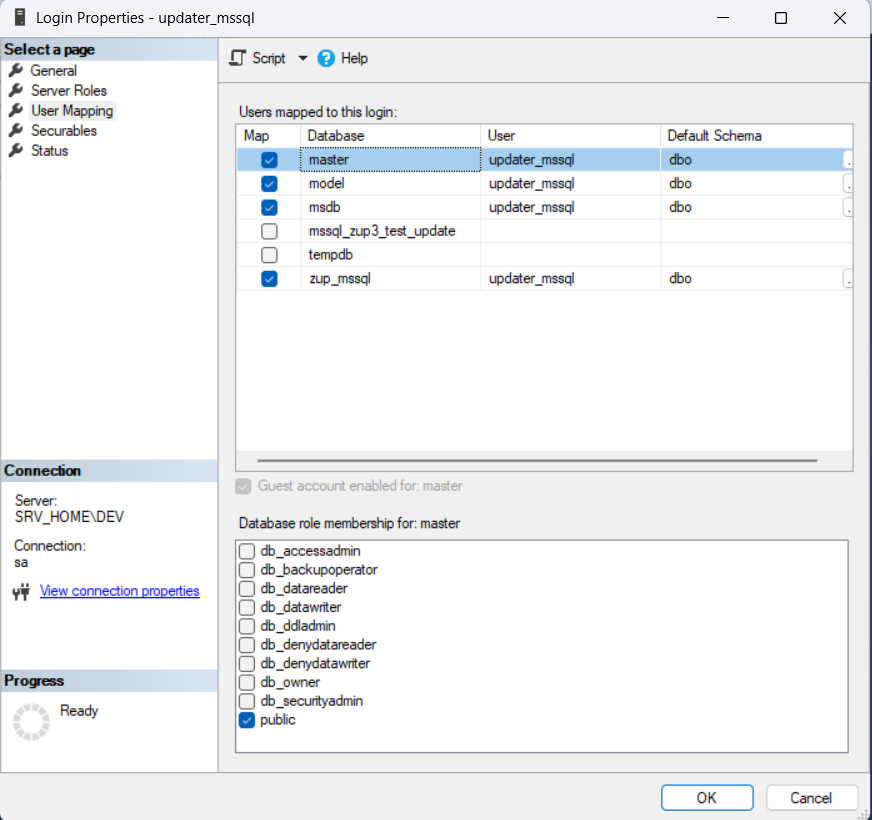 Login Properties - updater_mssql
Select a page
General
Server Roles
User Mapping
Securables
Status
Script
Help
Users mapped to this login:
Map Database User Default Schema
master updater_mssql dbo
model updater_mssql dbo
msdb updater_mssql dbo
mssql_zup3_test_update
tempdb
zup_mssql updater_mssql dbo
Guest account enabled for: master
Database role membership for: master
db_accessadmin
db_backupoperator
db_datareader
db_datawriter
db_ddladmin
db_denydatareader
db_denydatawriter
db_owner
db_securityadmin
public
Connection
Server:
SRV_HOME\DEV
Connection:
sa
View connection properties
Progress
Ready
OK Cancel